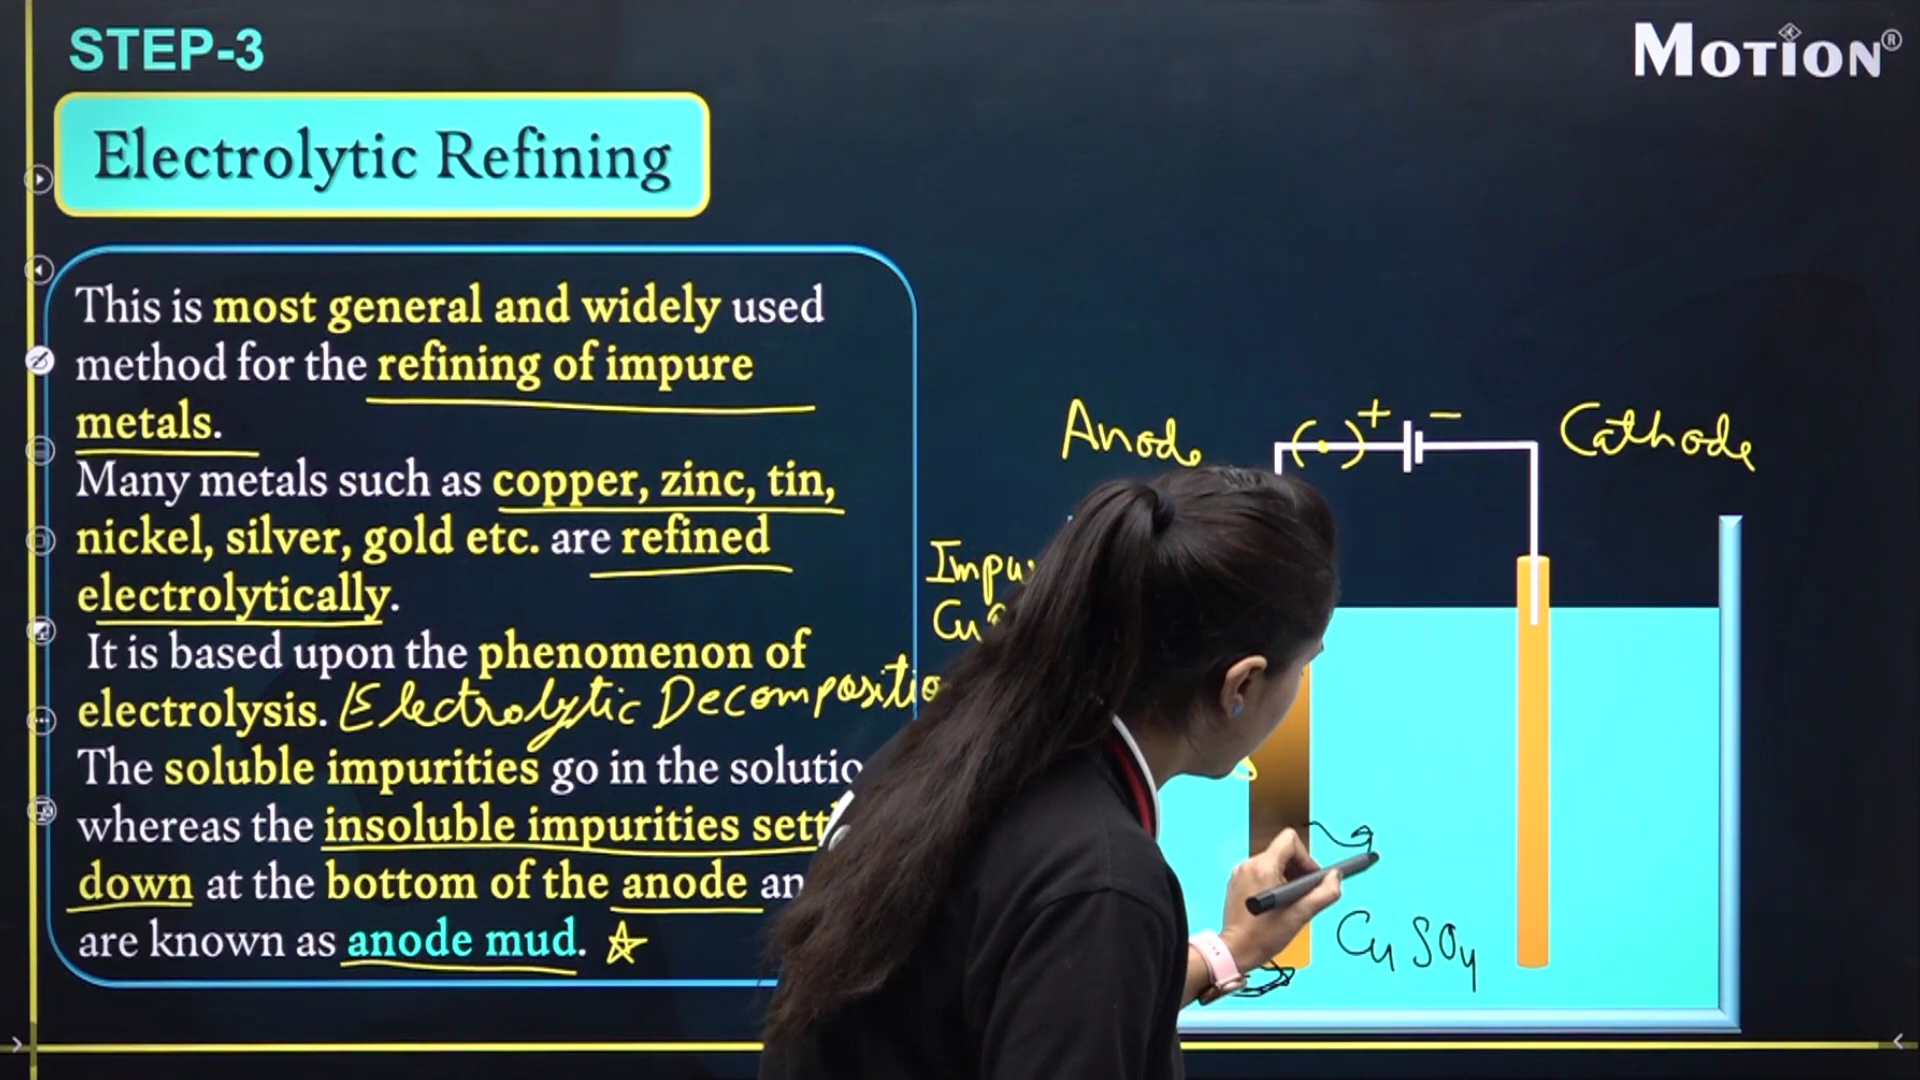 STEP-3
MOTION®
Electrolytic Refining
This is most general and widely used
method for the refining of impure
metals.
Many metals such as copper, zinc, tin,
nickel, silver, gold etc. are refined
electrolytically.
It is based upon the phenomenon of
electrolysis. Electrolytic Decompositio
The soluble impurities go in the solutio
whereas the insoluble impurities sett
down at the bottom of the anode an
are known as anode mud.
Anode
+ −
Cathode
Impu
Cu
CuSO4